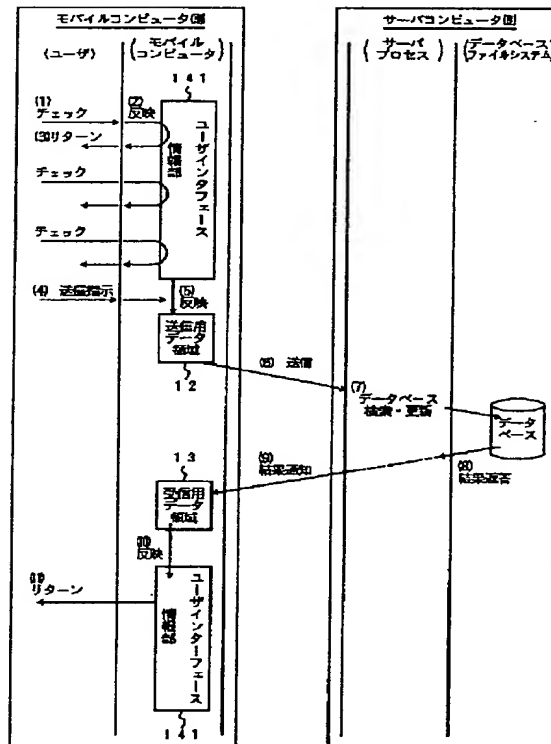 モバイルコンピュータ側
サーバコンピュータ側
(ユーザ)
(モバイル
コンピュータ)
(サーバ
プロセス)
(データベース
ファイルシステム)
141
(1)
チェック
(2)
反映
(3)リターン
チェック
チェック
ユーザインタフェース
情報部
(4) 送信指示
(5)
反映
送信用
データ
領域
12
(6) 送信
(7)
データベース
検索・更新
データ
ベース
(8)
結果返答
(9)
結果通知
13
受信用
データ
領域
(10)
反映
(11)
リターン
ユーザインターフェース
情報部
141